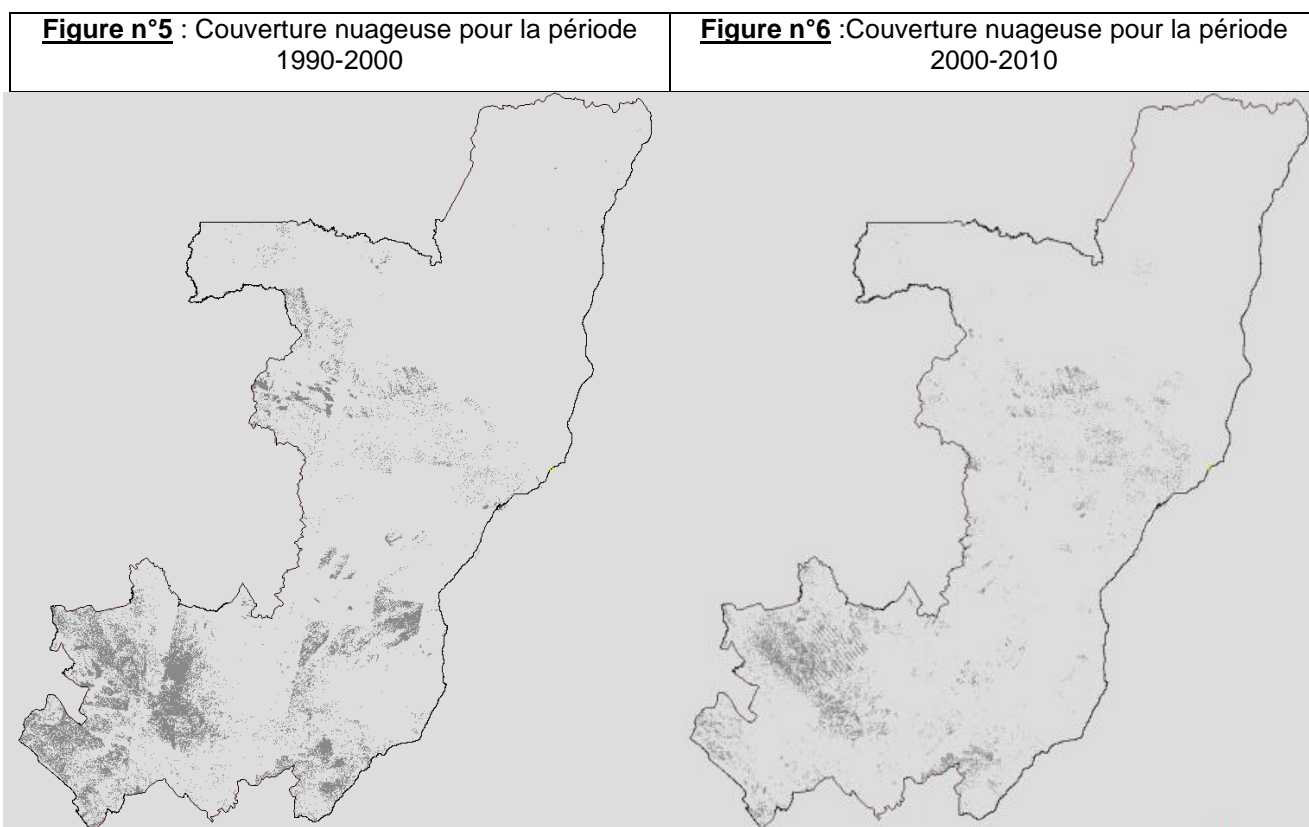 Figure n°5 : Couverture nuageuse pour la période
1990-2000
Figure n°6 :Couverture nuageuse pour la période
2000-2010